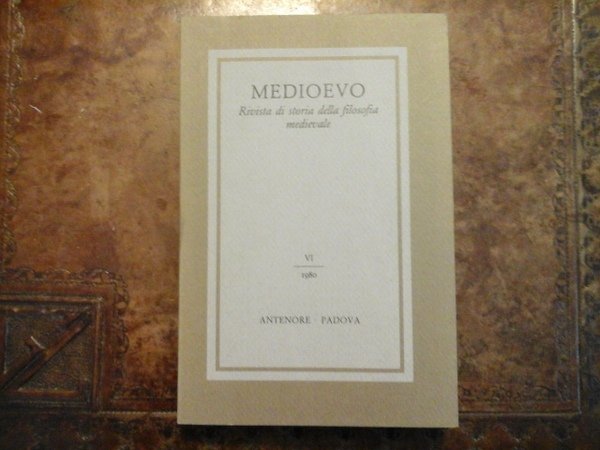 MEDIOEVO
Rivista di storia della filosofia
medievale
VI
1980
ANTENORE · PADOVA